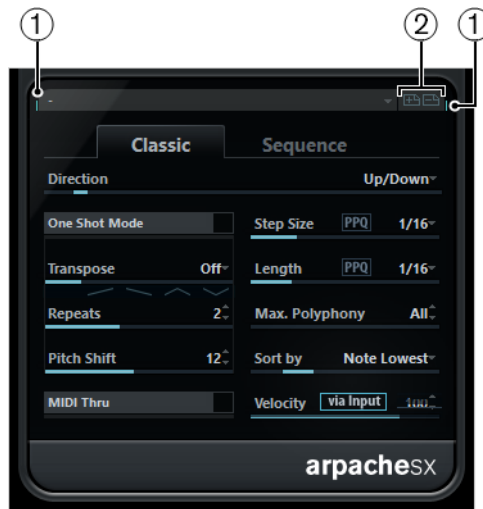 1 2 1
-
Classic Sequence
Direction Up/Down
One Shot Mode Step Size PPQ 1/16
Transpose Off Length PPQ 1/16
Repeats 2 Max. Polyphony All
Pitch Shift 12 Sort by Note Lowest
MIDI Thru Velocity via Input 100
arpacheSX